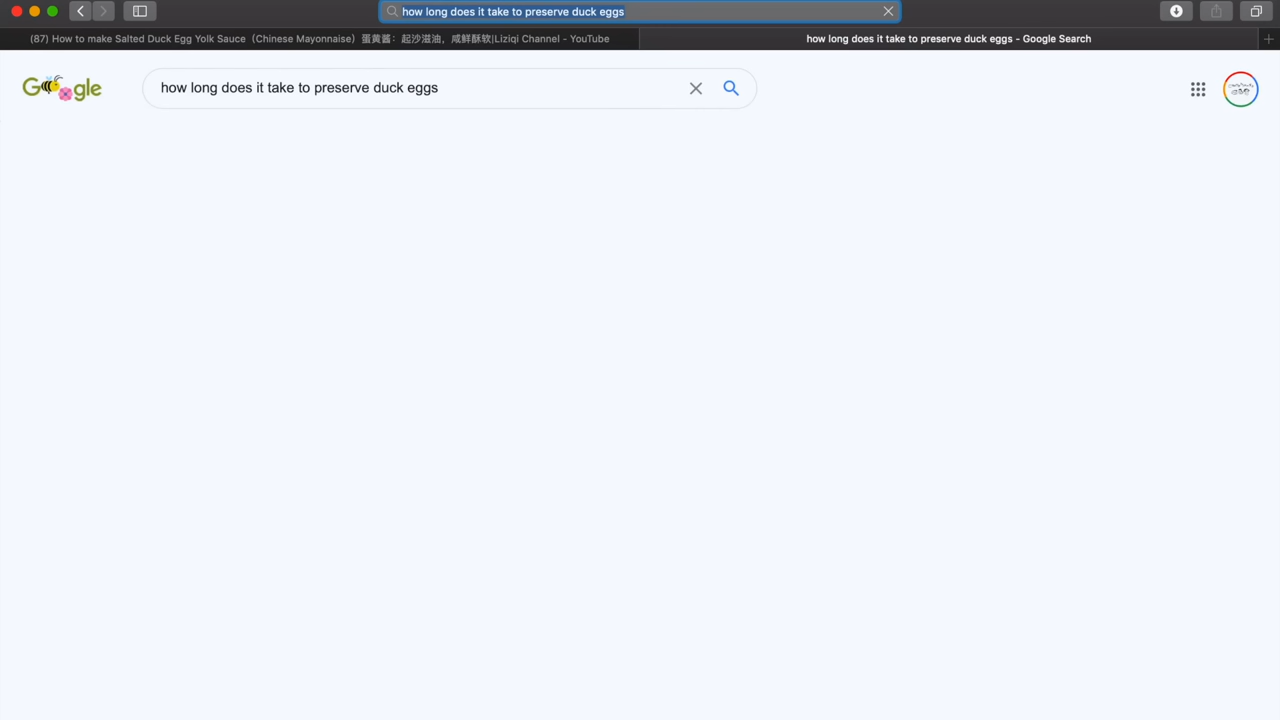 how long does it take to preserve duck eggs
(87) How to make Salted Duck Egg Yolk Sauce（Chinese Mayonnaise）蛋黄酱：起沙滋油，咸鲜酥软|Liziqi Channel - YouTube
how long does it take to preserve duck eggs - Google Search
Google
how long does it take to preserve duck eggs